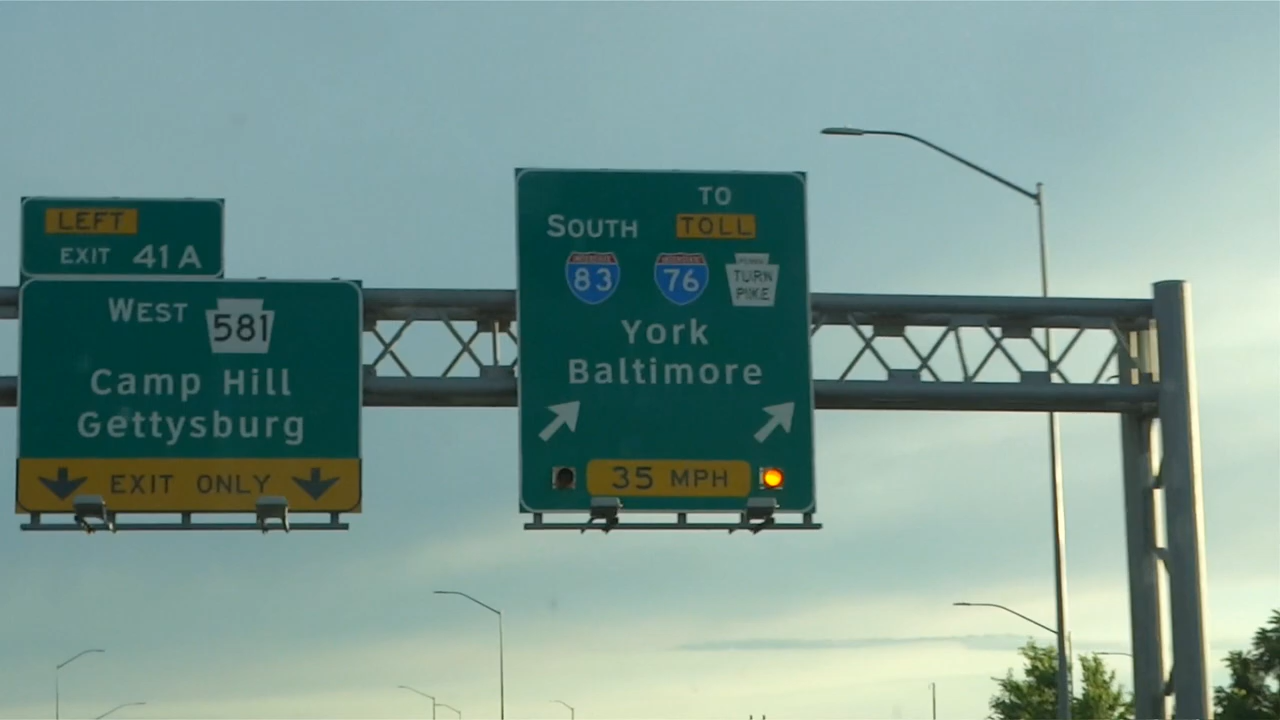 LEFT
EXIT 41A
WEST 581
Camp Hill
Gettysburg
EXIT ONLY
TO
SOUTH TOLL
83 76 TURN
PIKE
York
Baltimore
35 MPH